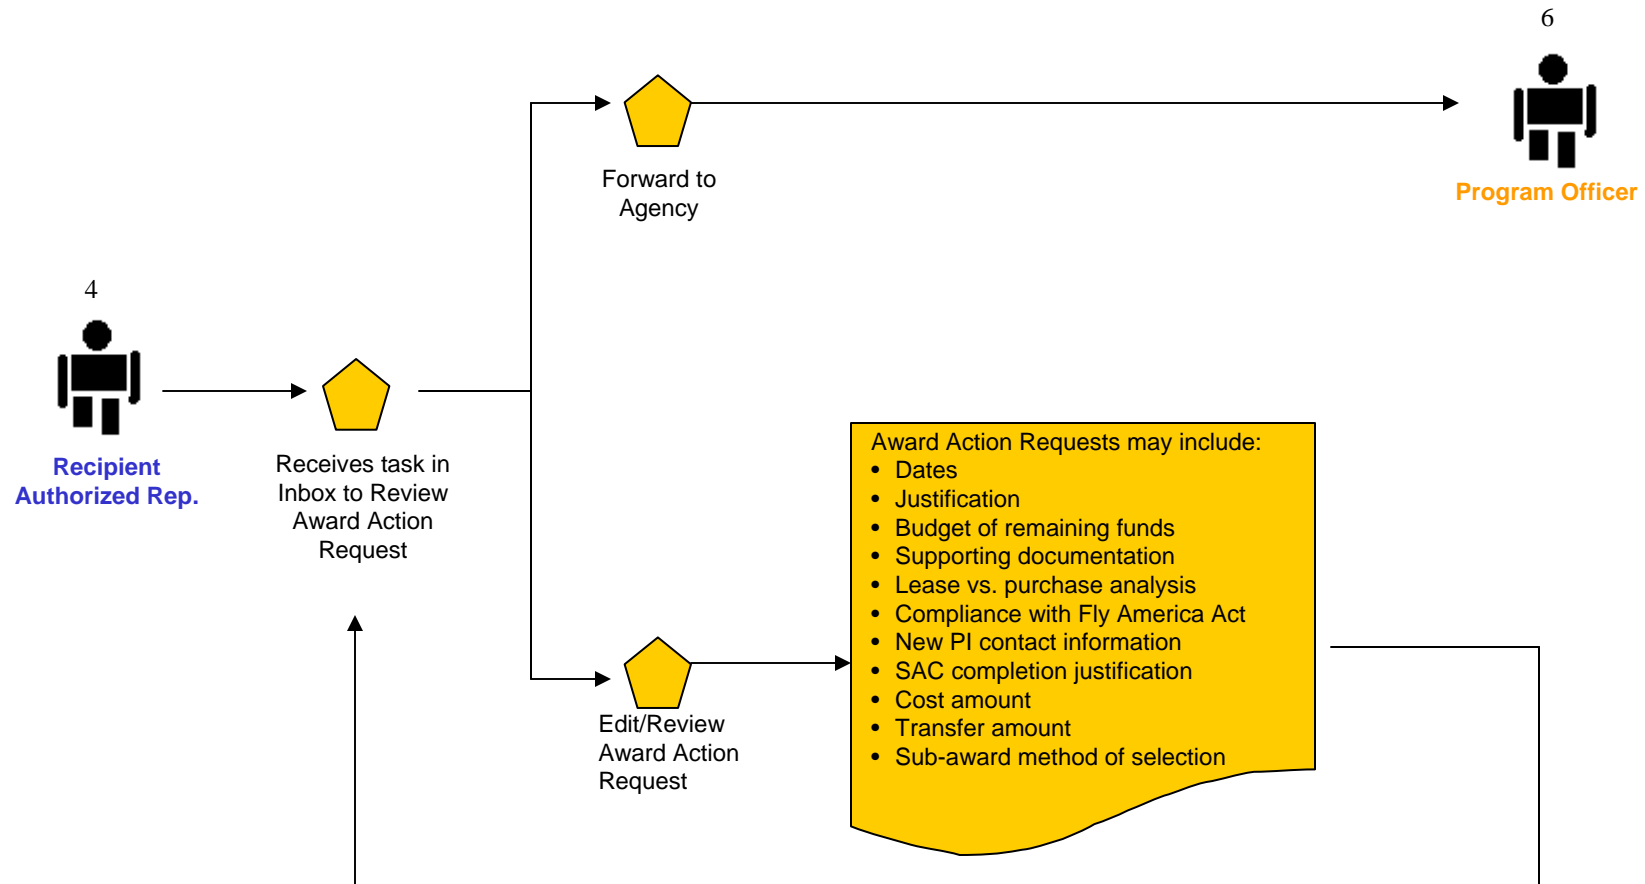 6
Program Officer
Forward to
Agency
4
Recipient
Authorized Rep.
Receives task in
Inbox to Review
Award Action
Request
Edit/Review
Award Action
Request
Award Action Requests may include:
• Dates
• Justification
• Budget of remaining funds
• Supporting documentation
• Lease vs. purchase analysis
• Compliance with Fly America Act
• New PI contact information
• SAC completion justification
• Cost amount
• Transfer amount
• Sub-award method of selection